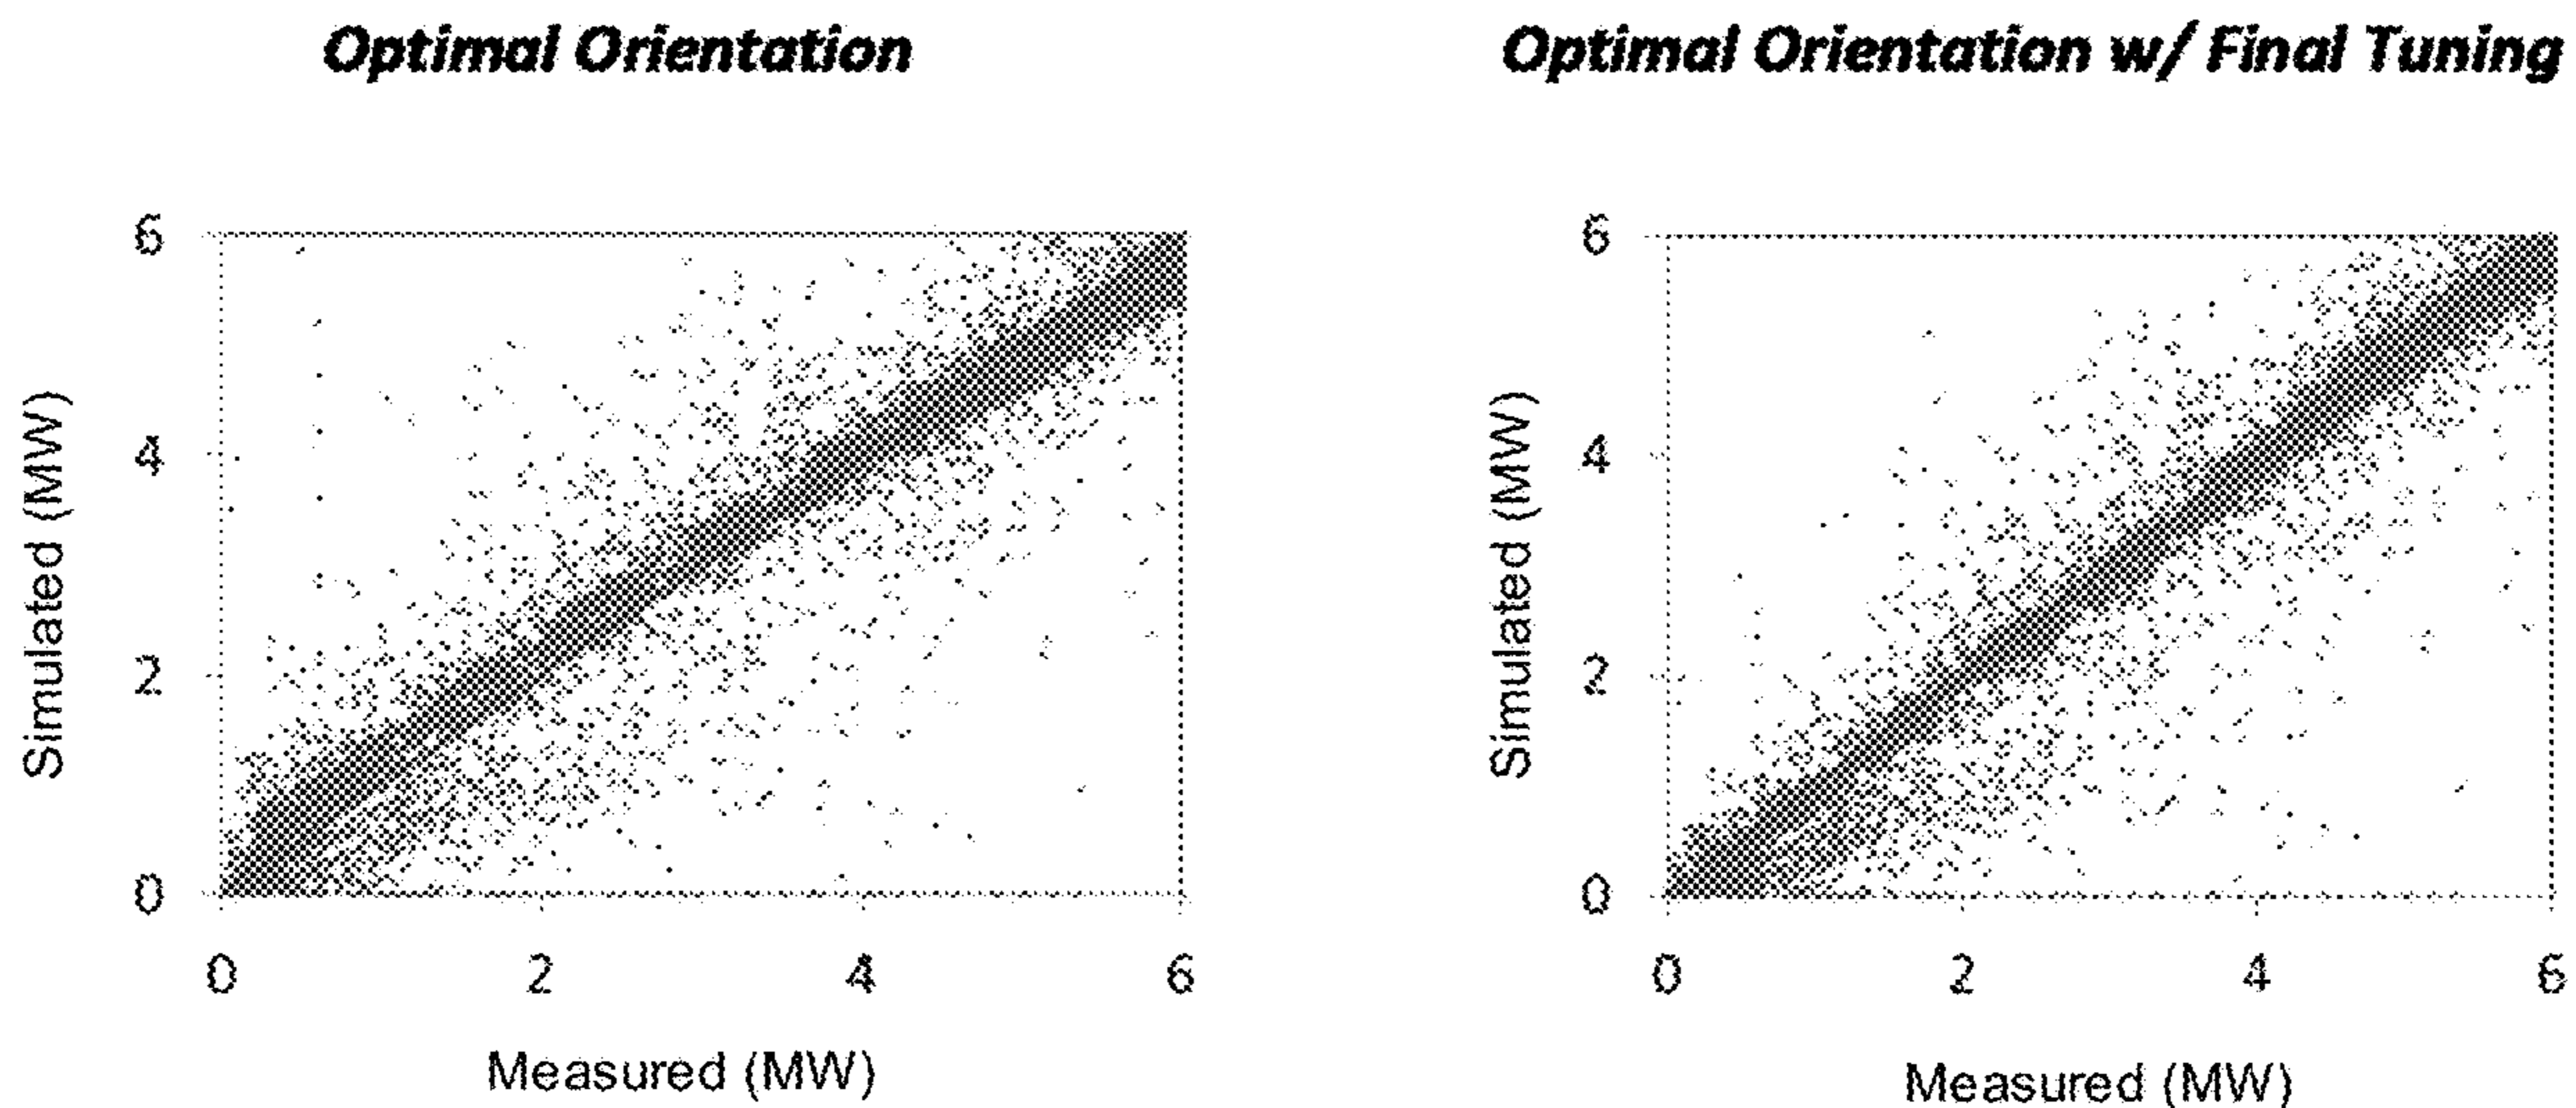 Optimal Orientation
Optimal Orientation w/ Final Tuning
6
4
2
0
0 2 4 6
Simulated (MW)
Measured (MW)
6
4
2
0
0 2 4 6
Simulated (MW)
Measured (MW)